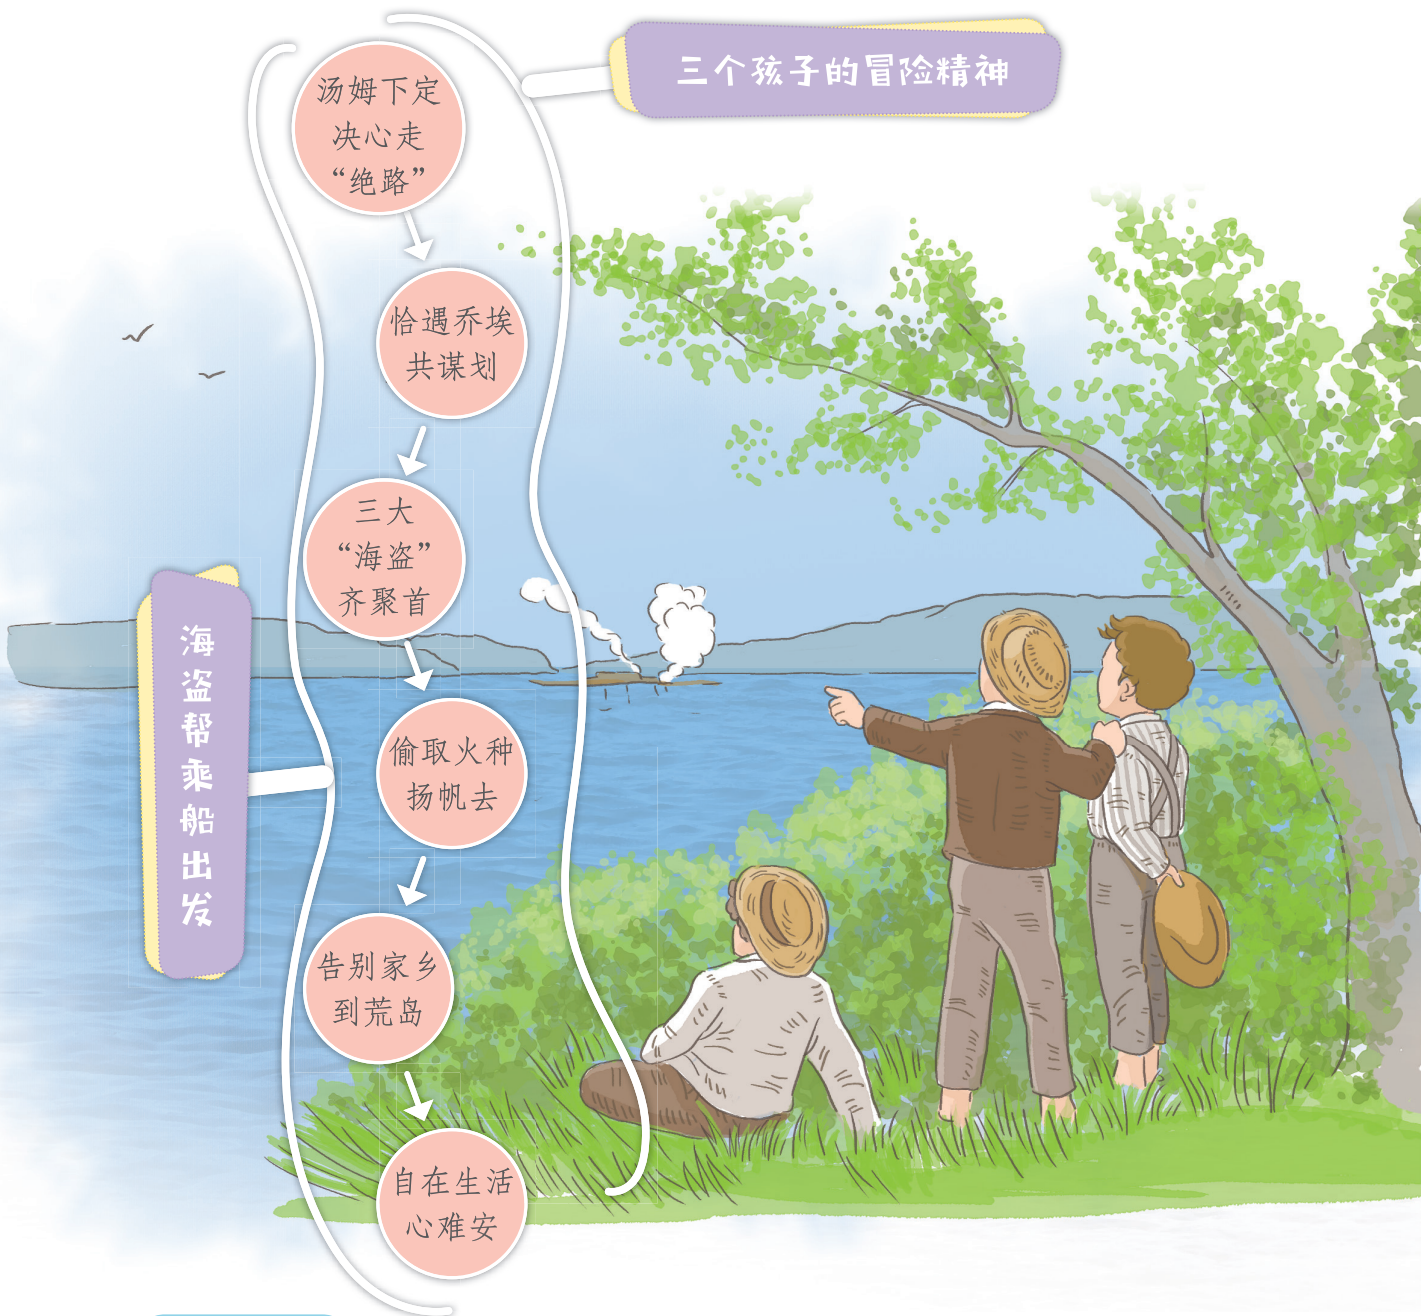 三个孩子的冒险精神
汤姆下定
决心走
“绝路”
恰遇乔埃
共谋划
三大
“海盗”
齐聚首
偷取火种
扬帆去
告别家乡
到荒岛
自在生活
心难安
海盗帮乘船出发